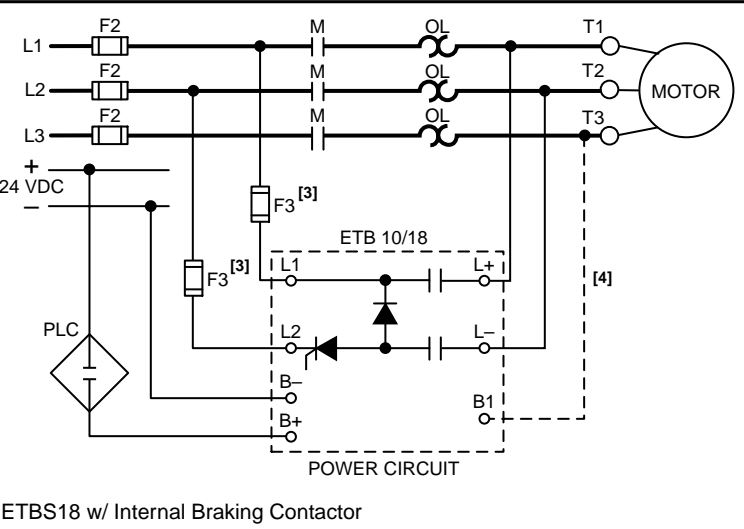 F2 M OL T1
L1
F2 M OL T2
L2 MOTOR
F2 M OL T3
L3
+
24 VDC
–
F3 [3]
ETB 10/18
F3 [3] L1 L+
[4]
PLC L2 L–
B–
B1
B+
POWER CIRCUIT
ETBS18 w/ Internal Braking Contactor